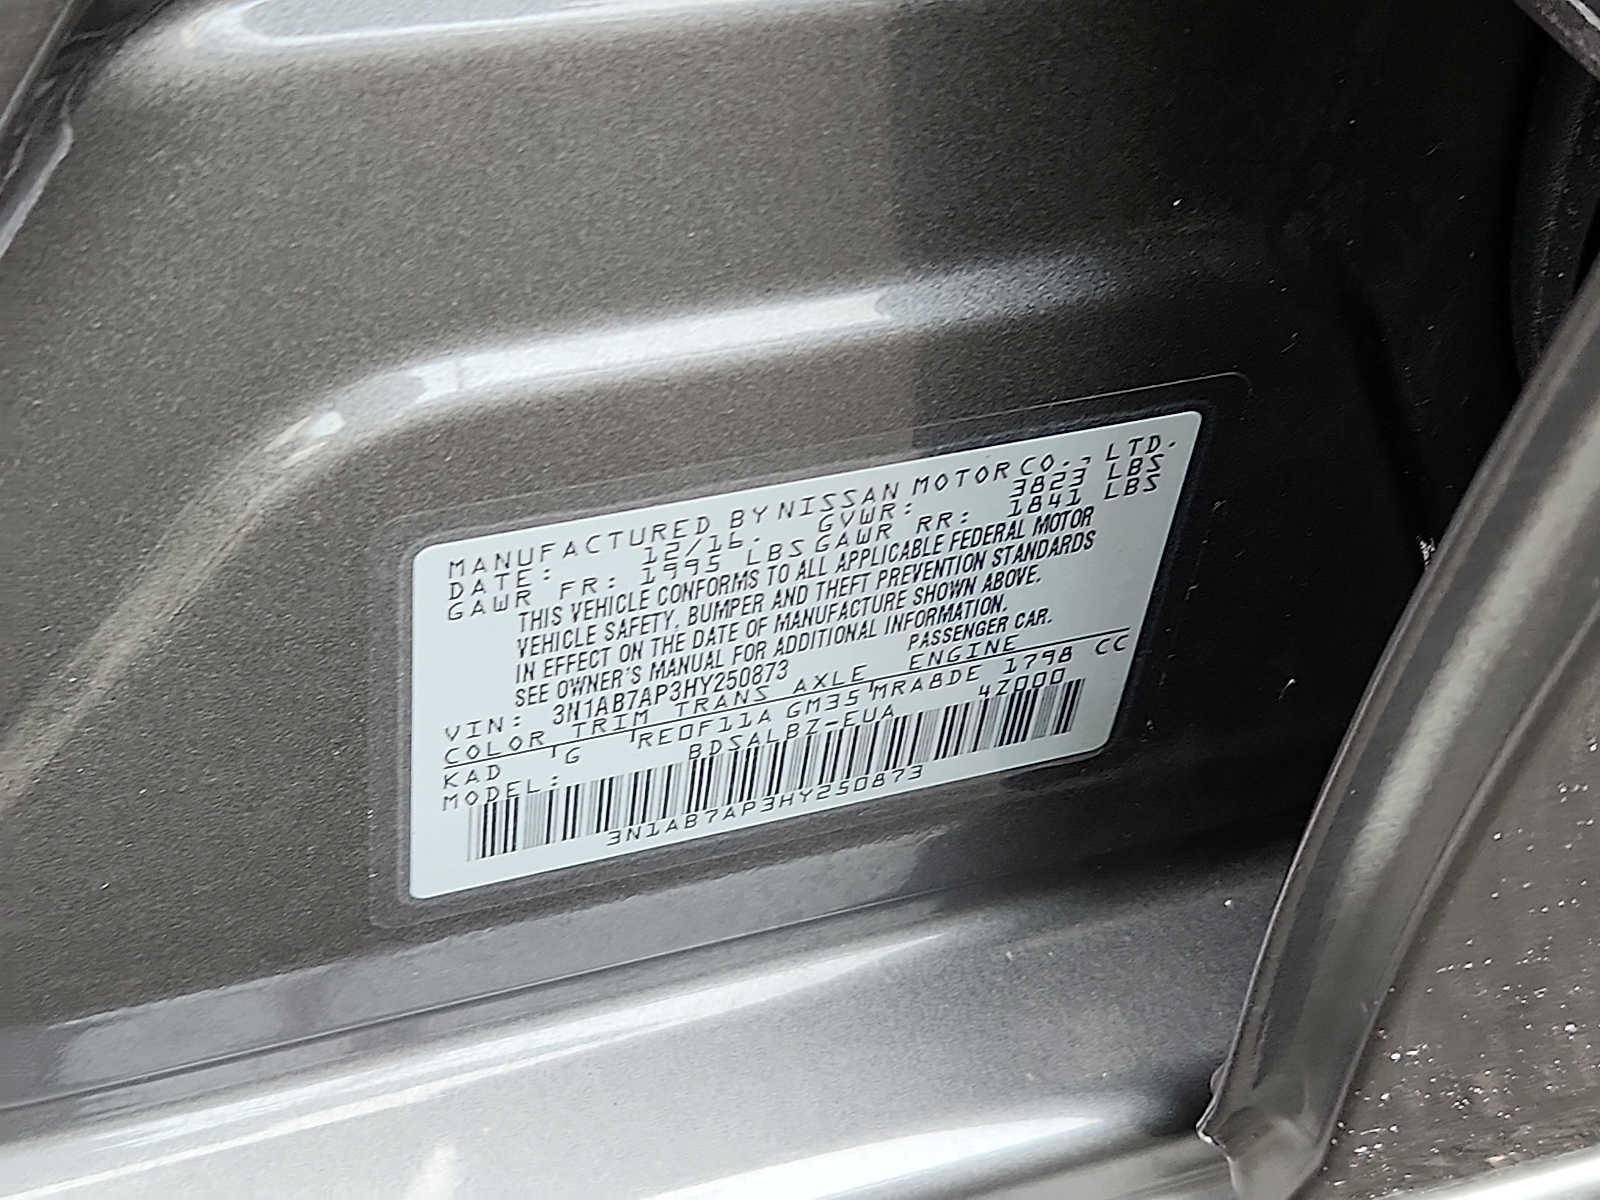 MANUFACTURED BY NISSAN MOTOR CO., LTD.
DATE: 12/16. GVWR: 3823 LBS
GAWR FR: 1995 LBS GAWR RR: 1841 LBS
THIS VEHICLE CONFORMS TO ALL APPLICABLE FEDERAL MOTOR
VEHICLE SAFETY, BUMPER AND THEFT PREVENTION STANDARDS
IN EFFECT ON THE DATE OF MANUFACTURE SHOWN ABOVE.
SEE OWNER'S MANUAL FOR ADDITIONAL INFORMATION.
VIN: 3N1AB7AP3HY250873 PASSENGER CAR.
COLOR TRIM TRANS AXLE ENGINE
KAD G RE0F11A GM35 MRA8DE 1798 CC
MODEL: BDSALBZ-EUA 4Z000
3N1AB7AP3HY250873